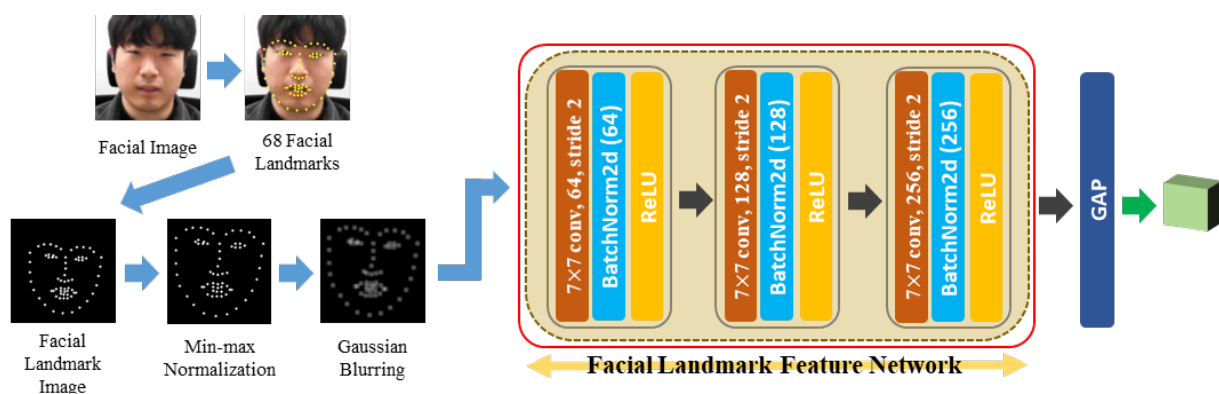 Facial Image
68 Facial
Landmarks
Facial
Landmark
Image
Min-max
Normalization
Gaussian
Blurring
7×7 conv, 64, stride 2
BatchNorm2d (64)
ReLU
7×7 conv, 128, stride 2
BatchNorm2d (128)
ReLU
7×7 conv, 256, stride 2
BatchNorm2d (256)
ReLU
GAP
Facial Landmark Feature Network